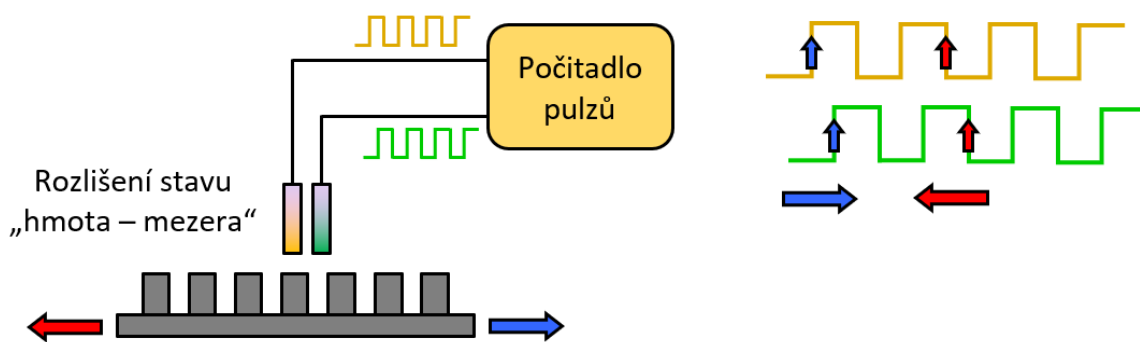 Počitadlo
pulzů
Rozlišení stavu
„hmota – mezera“